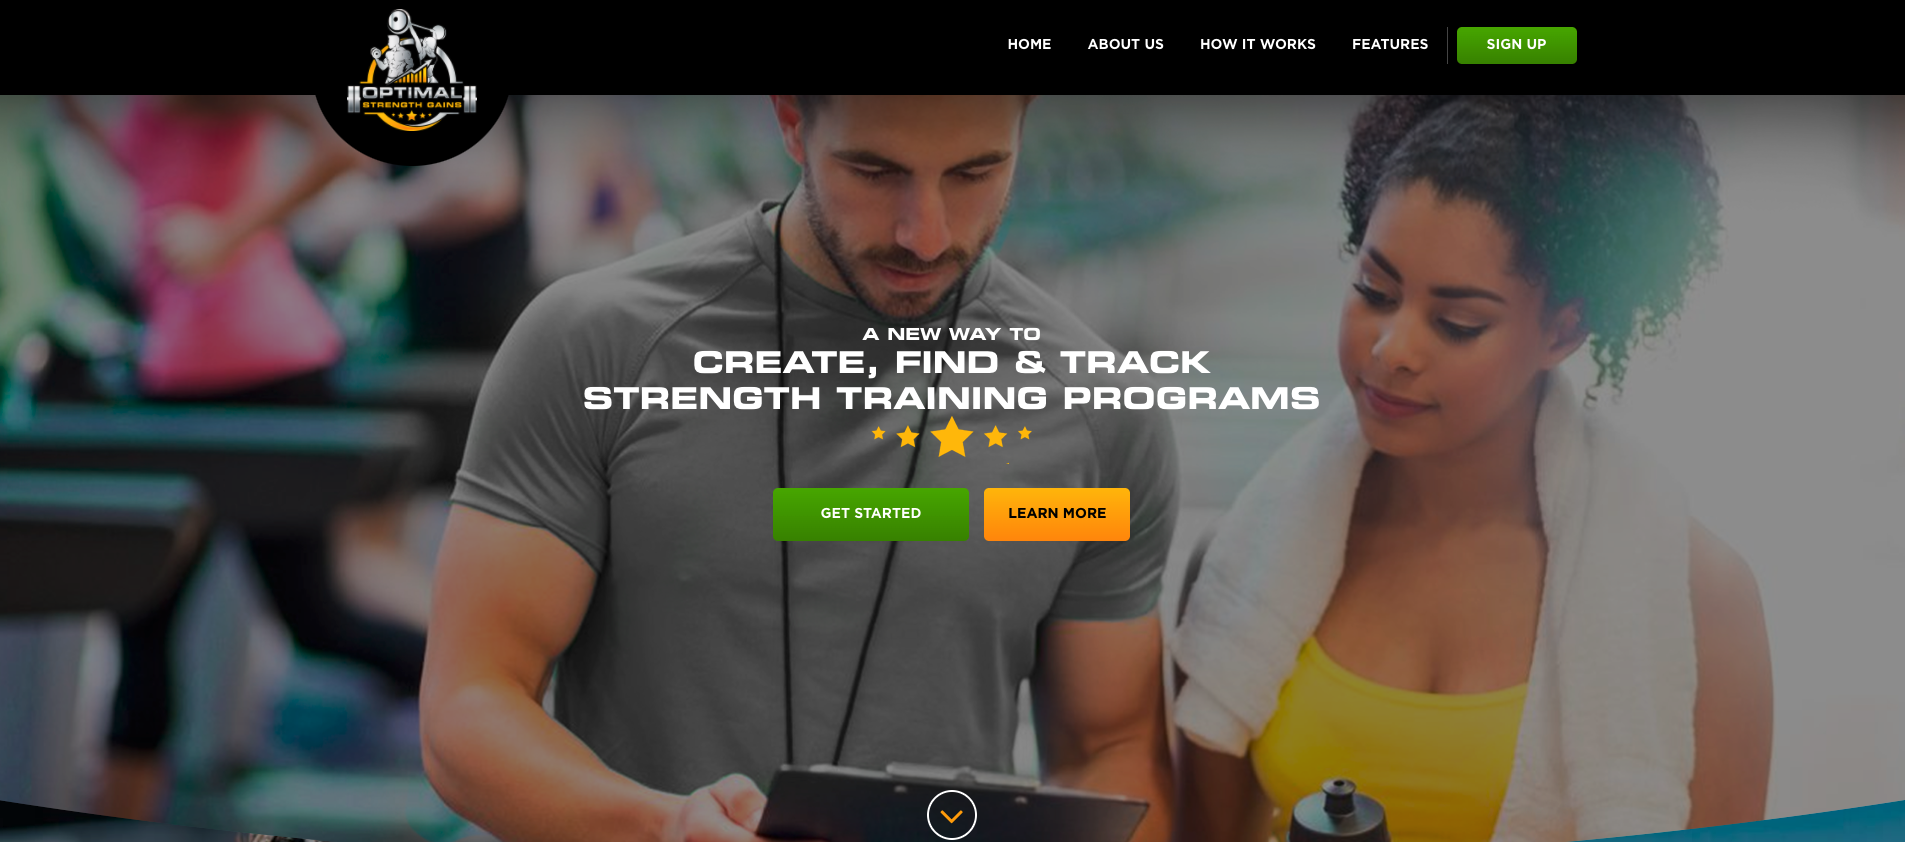 OPTIMAL
STRENGTH GAINS
HOME
ABOUT US
HOW IT WORKS
FEATURES
SIGN UP
A NEW WAY TO
CREATE, FIND & TRACK
STRENGTH TRAINING PROGRAMS
GET STARTED
LEARN MORE